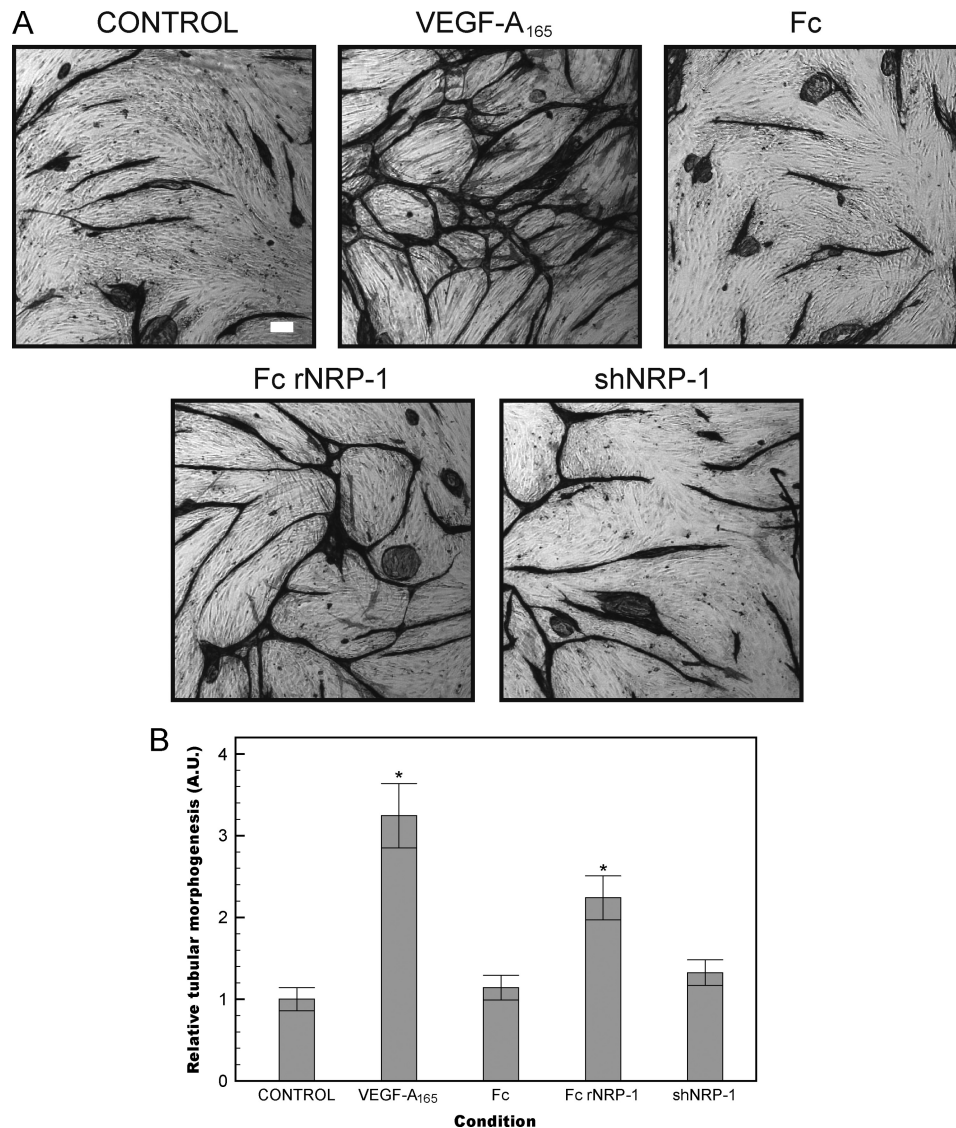 A
CONTROL
VEGF-A165
Fc
Fc rNRP-1
shNRP-1
B
Relative tubular morphogenesis (A.U.)
4
3
2
1
0
*
*
CONTROL VEGF-A165 Fc Fc rNRP-1 shNRP-1
Condition